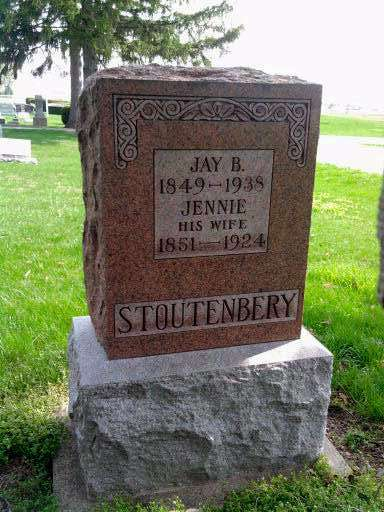 JAY B.
1849–1938
JENNIE
HIS WIFE
1851–1924
STOUTENBERY